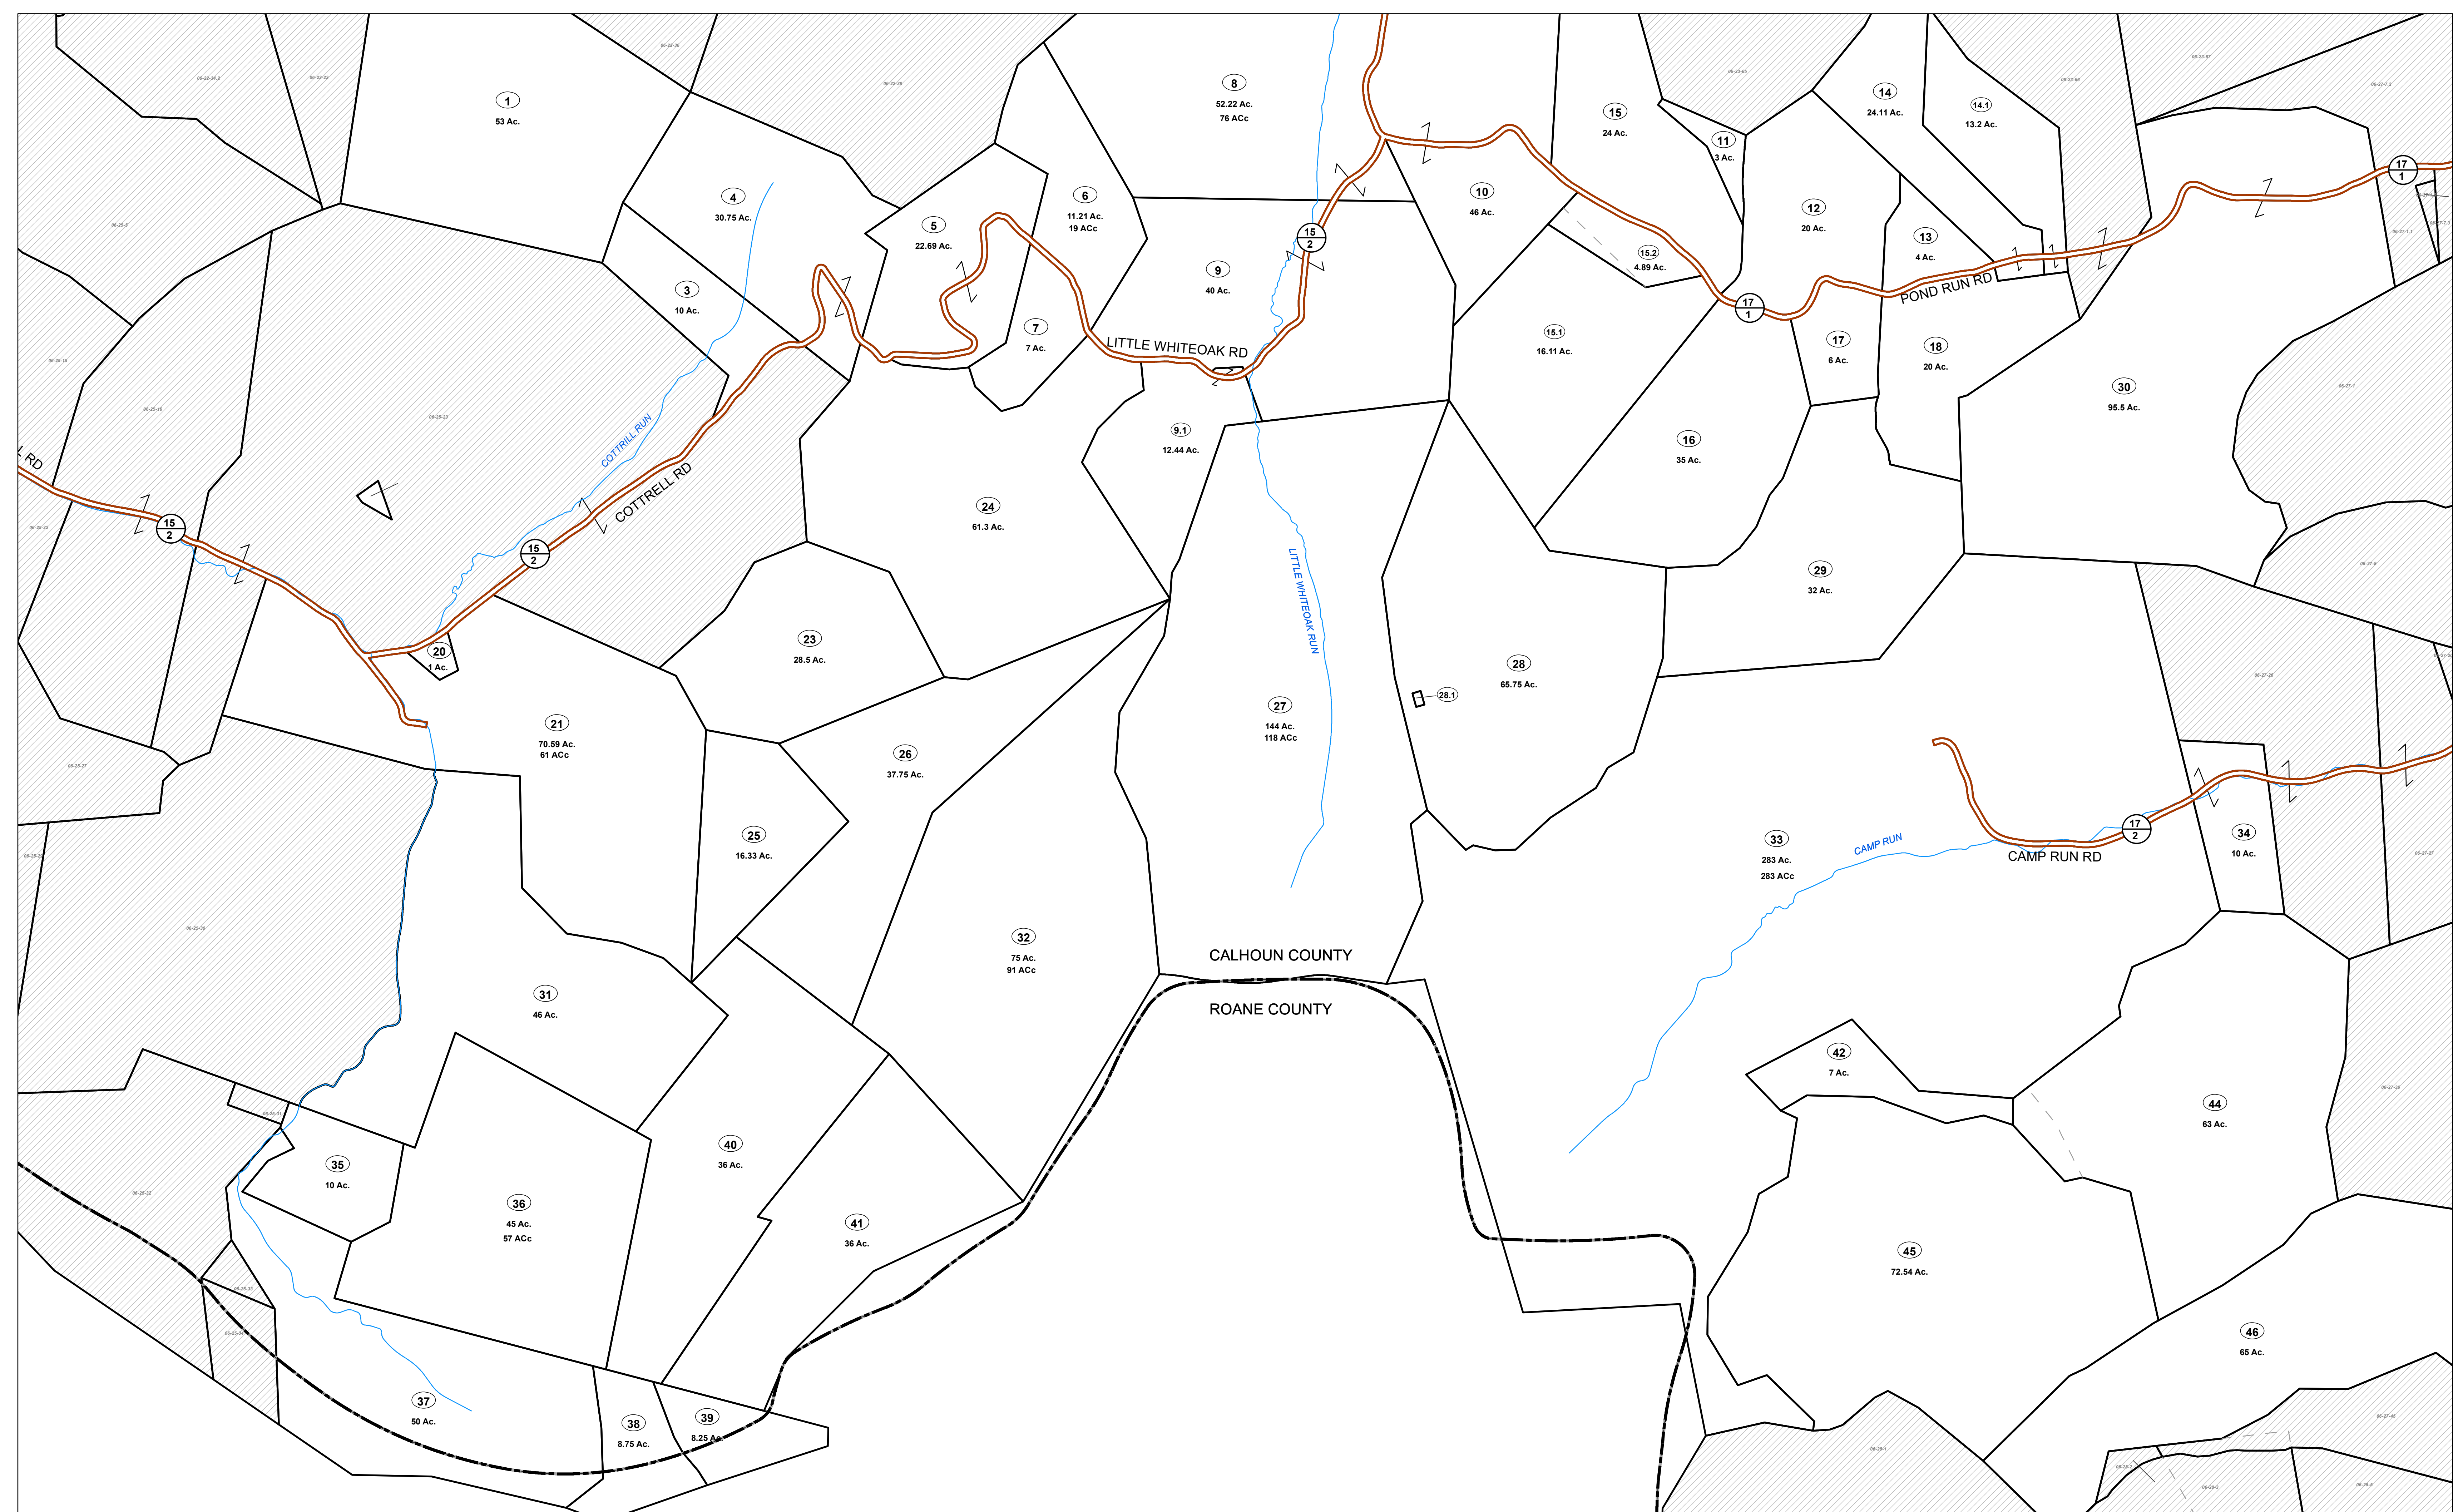 1
53 Ac.
4
30.75 Ac.
3
10 Ac.
5
22.69 Ac.
6
11.21 Ac.
19 ACc
7
7 Ac.
8
52.22 Ac.
76 ACc
9
40 Ac.
15
2
LITTLE WHITEOAK RD
9.1
12.44 Ac.
10
46 Ac.
15
24 Ac.
11
3 Ac.
14
24.11 Ac.
14.1
13.2 Ac.
12
20 Ac.
13
4 Ac.
15.2
4.89 Ac.
17
1
POND RUN RD
17
1
15.1
16.11 Ac.
17
6 Ac.
18
20 Ac.
30
95.5 Ac.
16
35 Ac.
L RD
15
2
COTTRILL RUN
COTTRELL RD
15
2
24
61.3 Ac.
LITTLE WHITEOAK RUN
29
32 Ac.
20
1 Ac.
23
28.5 Ac.
21
70.59 Ac.
61 ACc
26
37.75 Ac.
27
144 Ac.
118 ACc
28
65.75 Ac.
28.1
25
16.33 Ac.
33
283 Ac.
283 ACc
CAMP RUN
CAMP RUN RD
17
2
34
10 Ac.
32
75 Ac.
91 ACc
CALHOUN COUNTY
ROANE COUNTY
31
46 Ac.
42
7 Ac.
44
63 Ac.
35
10 Ac.
36
45 Ac.
57 ACc
40
36 Ac.
41
36 Ac.
45
72.54 Ac.
46
65 Ac.
37
50 Ac.
38
8.75 Ac.
39
8.25 Ac.